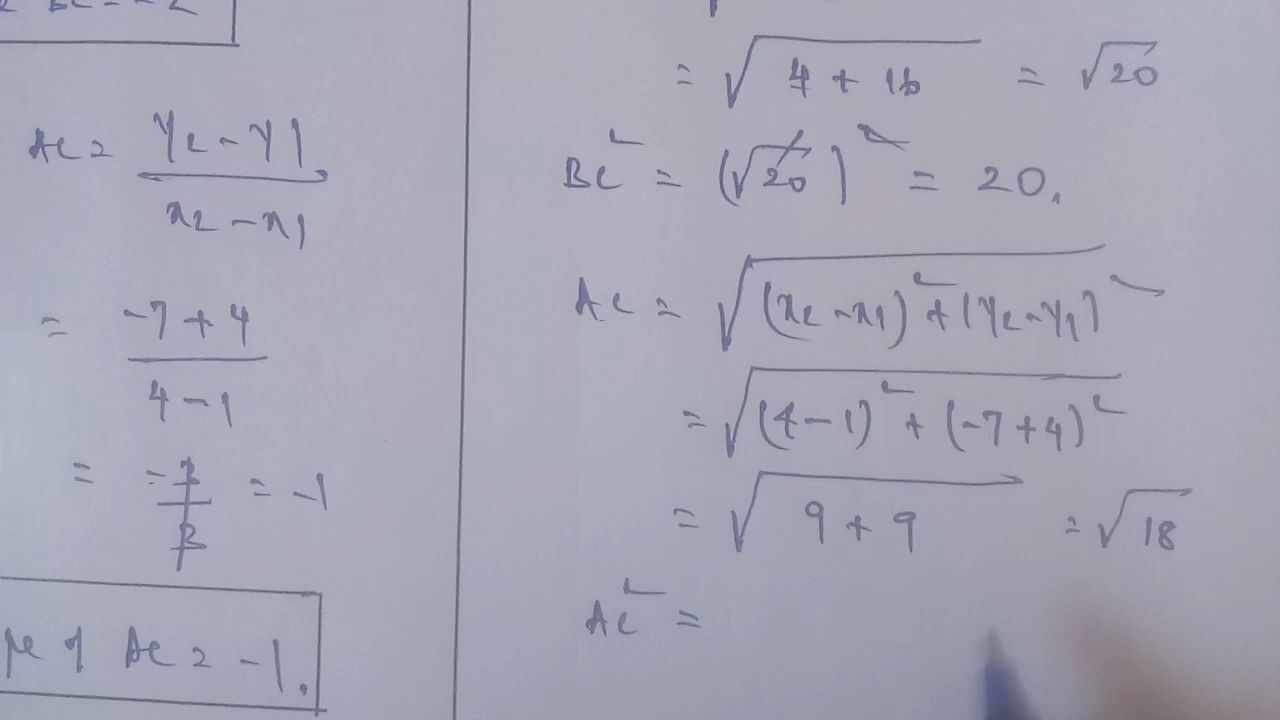 AC = y₂ - y₁ / x₂ - x₁
= -7 + 4 / 4 - 1
= -3 / 3 = -1
of AC = -1.
= √(4 + 16) = √20
BC² = (√20)² = 20.
AC = √((x₂ - x₁)² + (y₂ - y₁)²)
= √((4 - 1)² + (-7 + 4)²)
= √(9 + 9) = √18
AC² =